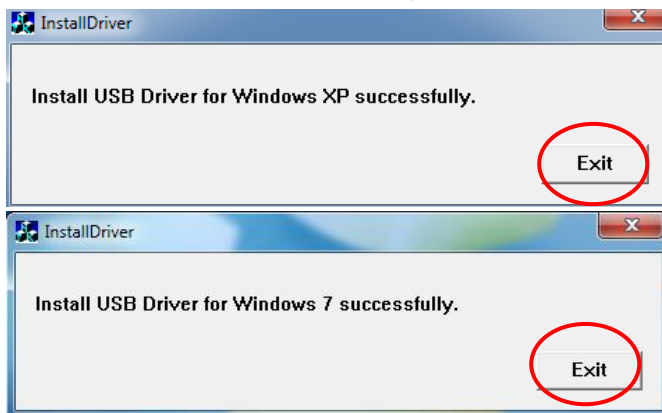 InstallDriver
Install USB Driver for Windows XP successfully.
Exit
InstallDriver
Install USB Driver for Windows 7 successfully.
Exit